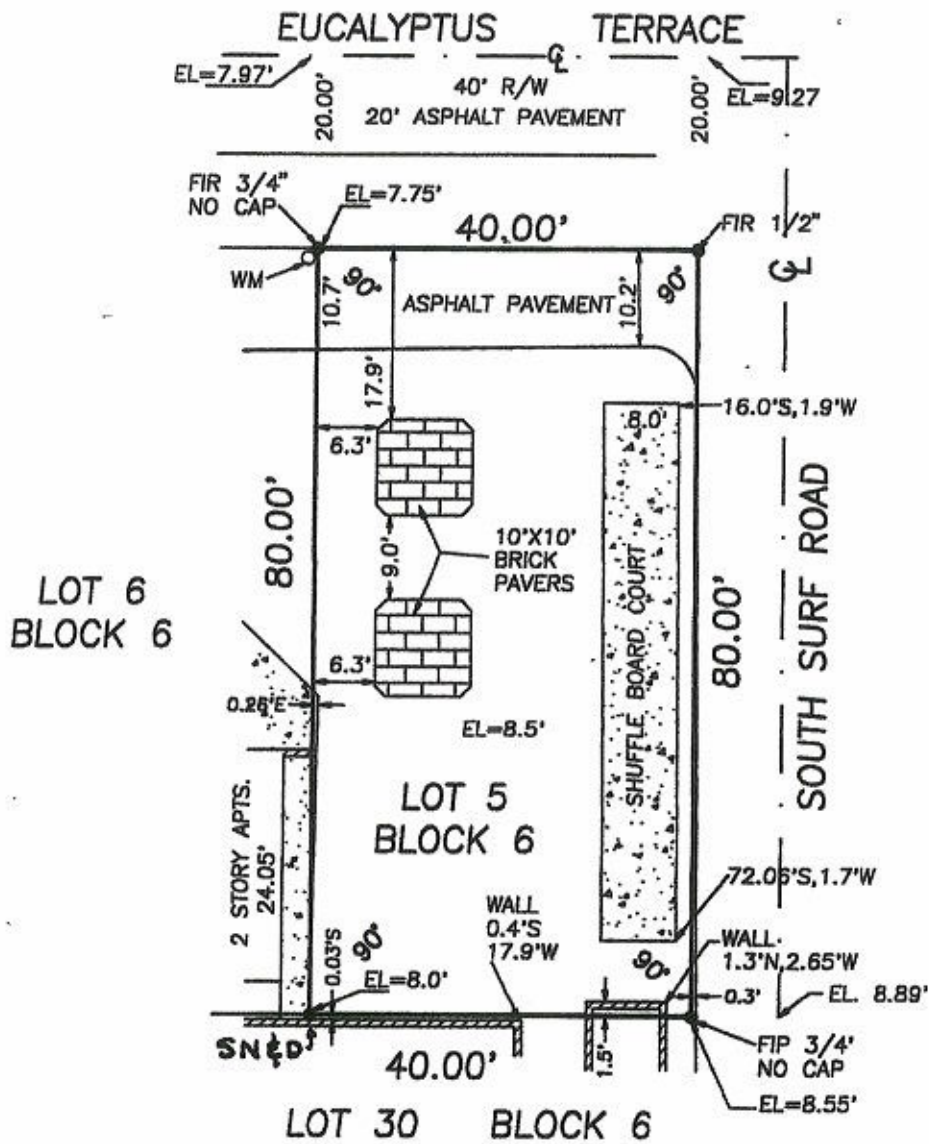 EUCALYPTUS TERRACE
℄
EL=7.97'
20.00'
40' R/W
20' ASPHALT PAVEMENT
20.00'
EL=9.27
FIR 3/4"
NO CAP
EL=7.75'
40.00'
FIR 1/2"
℄
WM
90°
10.7'
ASPHALT PAVEMENT
10.2'
90°
17.9'
6.3'
8.0'
16.0'S,1.9'W
80.00'
9.0'
10'X10'
BRICK
PAVERS
SHUFFLE BOARD COURT
80.00'
SOUTH SURF ROAD
LOT 6
BLOCK 6
6.3'
0.26'E
EL=8.5'
LOT 5
BLOCK 6
2 STORY APTS.
24.05'
72.06'S,1.7'W
WALL
0.4'S
17.9'W
90°
0.03'S
EL=8.0'
90°
WALL
1.3'N,2.65'W
0.3'
EL. 8.89'
SN&D
1.5'
FIP 3/4'
NO CAP
40.00'
EL=8.55'
LOT 30 BLOCK 6